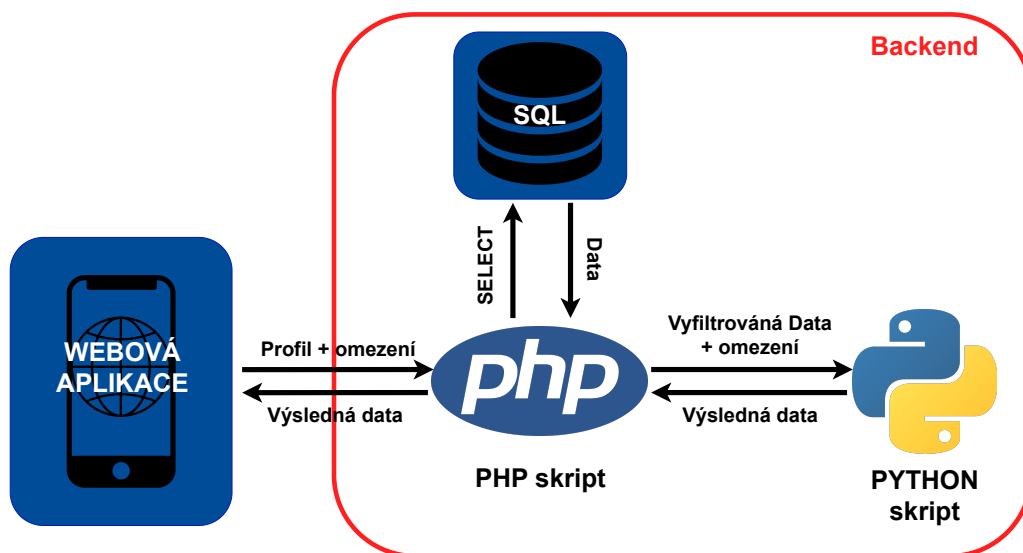 Backend
SQL
SELECT
Data
WEBOVÁ
APLIKACE
Profil + omezení
Výsledná data
php
PHP skript
Vyfiltrováná Data
+ omezení
Výsledná data
PYTHON
skript